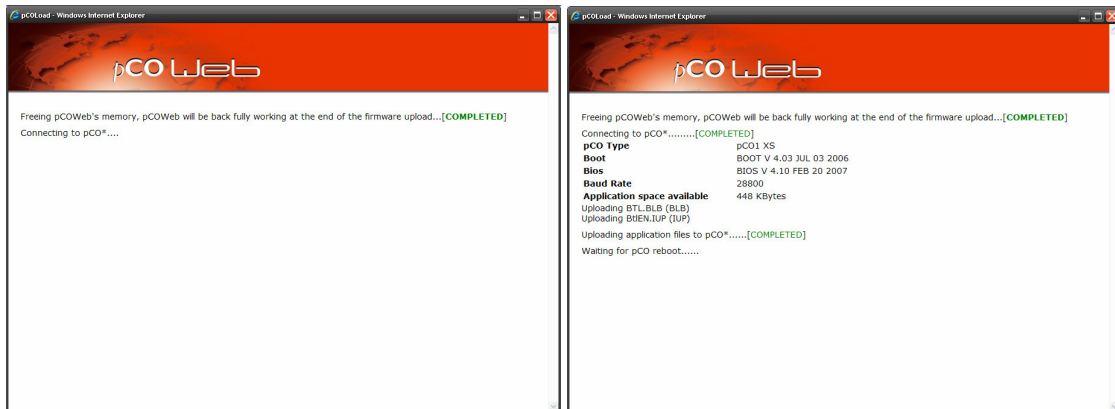 pCOLoad - Windows Internet Explorer
pCO Web
Freeing pCOWeb's memory, pCOWeb will be back fully working at the end of the firmware upload...[COMPLETED]
Connecting to pCO*....
pCOLoad - Windows Internet Explorer
pCO Web
Freeing pCOWeb's memory, pCOWeb will be back fully working at the end of the firmware upload...[COMPLETED]
Connecting to pCO*.........[COMPLETED]
pCO Type pCO1 XS
Boot BOOT V 4.03 JUL 03 2006
Bios BIOS V 4.10 FEB 20 2007
Baud Rate 28800
Application space available 448 KBytes
Uploading BTL.BLB (BLB)
Uploading BtlEN.IUP (IUP)
Uploading application files to pCO*......[COMPLETED]
Waiting for pCO reboot......